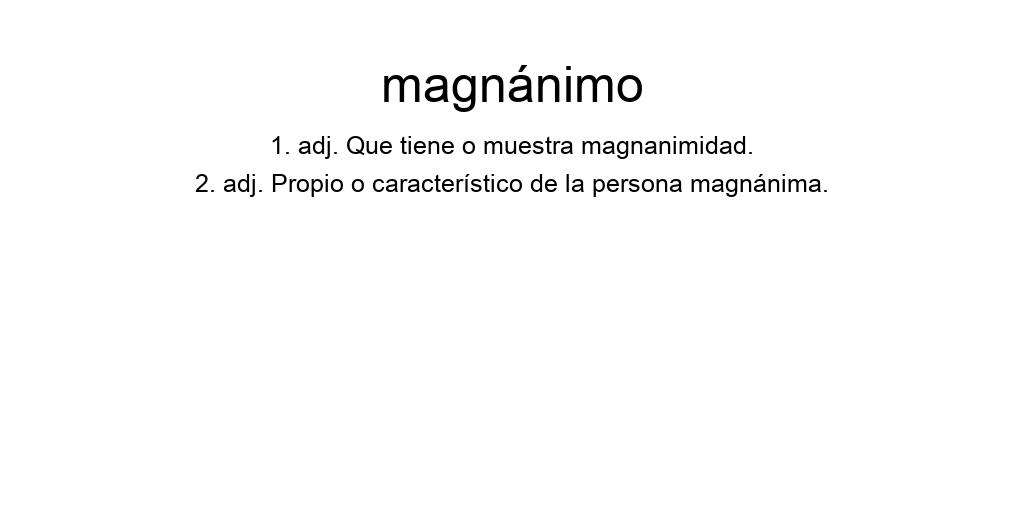 magnánimo
1. adj. Que tiene o muestra magnanimidad.
2. adj. Propio o característico de la persona magnánima.